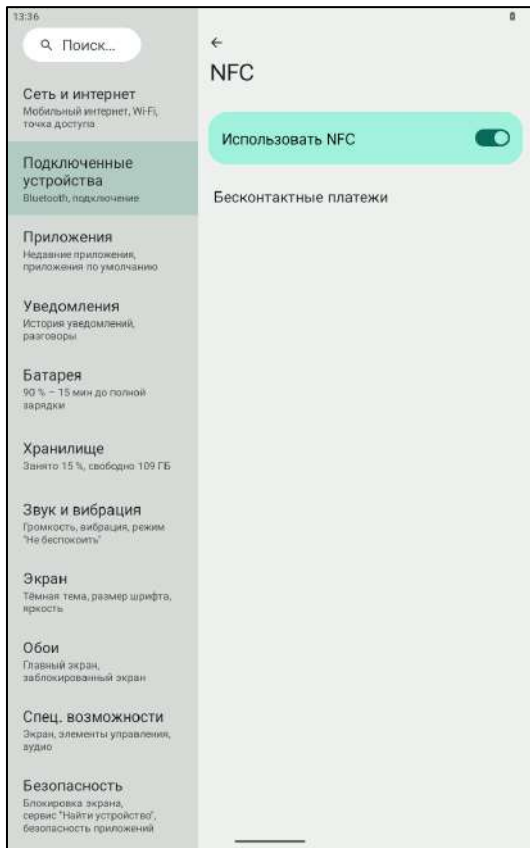 13:36
Поиск...
Сеть и интернет
Мобильный интернет, Wi-Fi,
точка доступа
Подключенные
устройства
Bluetooth, подключение
Приложения
Недавние приложения,
приложения по умолчанию
Уведомления
История уведомлений,
разговоры
Батарея
90 % – 15 мин до полной
зарядки
Хранилище
Занято 15 %, свободно 109 ГБ
Звук и вибрация
Громкость, вибрация, режим
"Не беспокоить"
Экран
Тёмная тема, размер шрифта,
яркость
Обои
Главный экран,
заблокированный экран
Спец. возможности
Экран, элементы управления,
аудио
Безопасность
Блокировка экрана,
сервис "Найти устройство",
безопасность приложений
NFC
Использовать NFC
Бесконтактные платежи